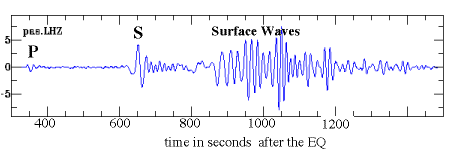 pas.LHZ
S
Surface Waves
P
5
0
-5
400 600 800 1000 1200
time in seconds after the EQ